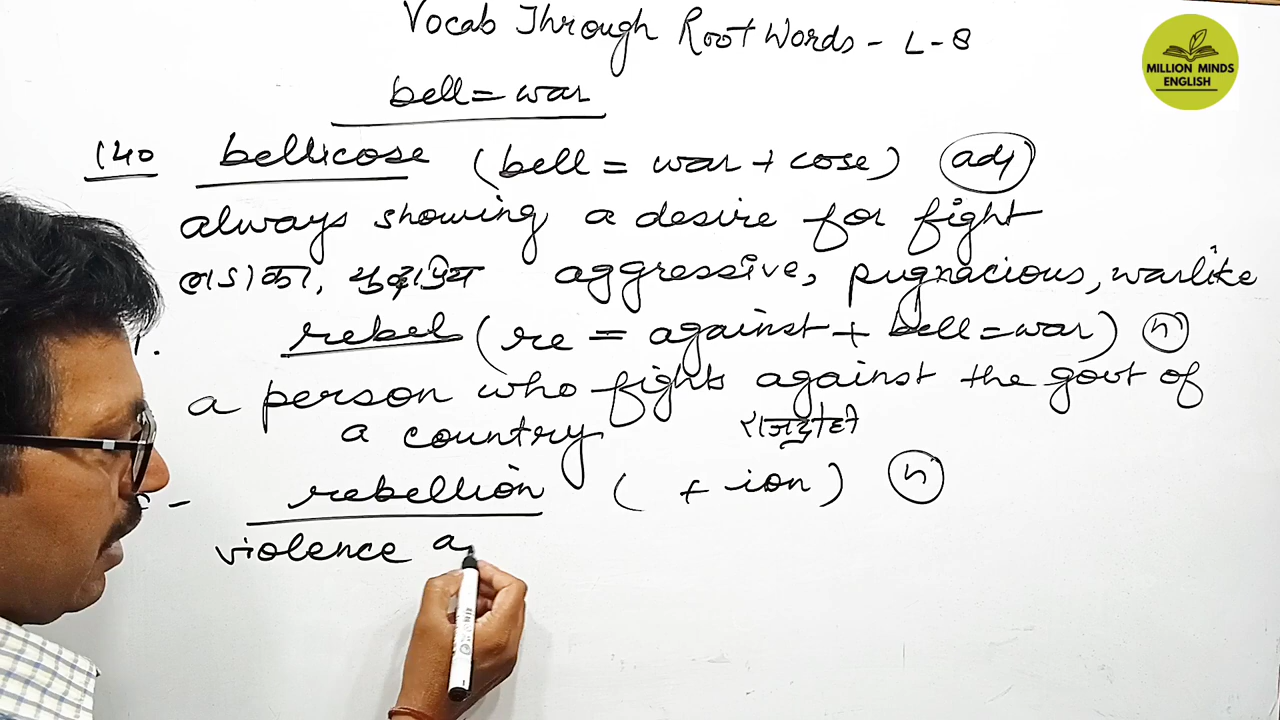 Vocab Through Root Words - L-8
MILLION MINDS
ENGLISH
bell = war
140 bellicose (bell = war + cose) adj
always showing a desire for fight
लड़ाका, युद्धप्रिय aggressive, pugnacious, warlike
rebel (re = against + bell = war) n
a person who fights against the govt of
a country राजद्रोही
rebellion ( + ion ) n
violence a